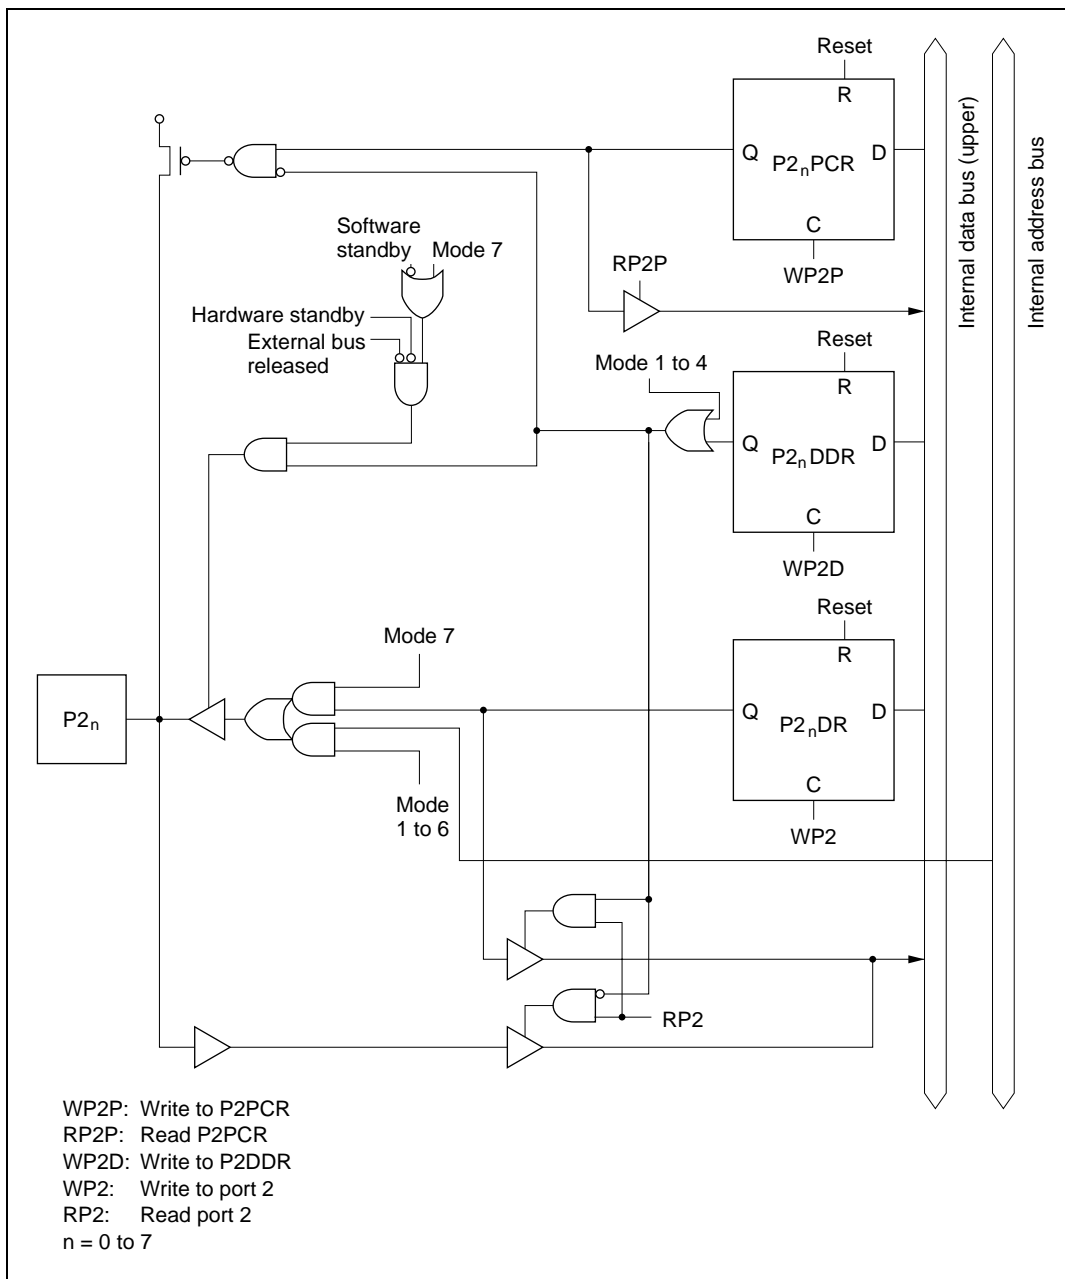 Reset
R
Q
P2nPCR
D
C
WP2P
Internal data bus (upper)
Internal address bus
Software
standby
Mode 7
RP2P
Hardware standby
External bus
released
Mode 1 to 4
Reset
R
Q
P2nDDR
D
C
WP2D
Mode 7
Reset
R
P2n
Q
P2nDR
D
C
Mode
1 to 6
WP2
RP2
WP2P: Write to P2PCR
RP2P: Read P2PCR
WP2D: Write to P2DDR
WP2: Write to port 2
RP2: Read port 2
n = 0 to 7